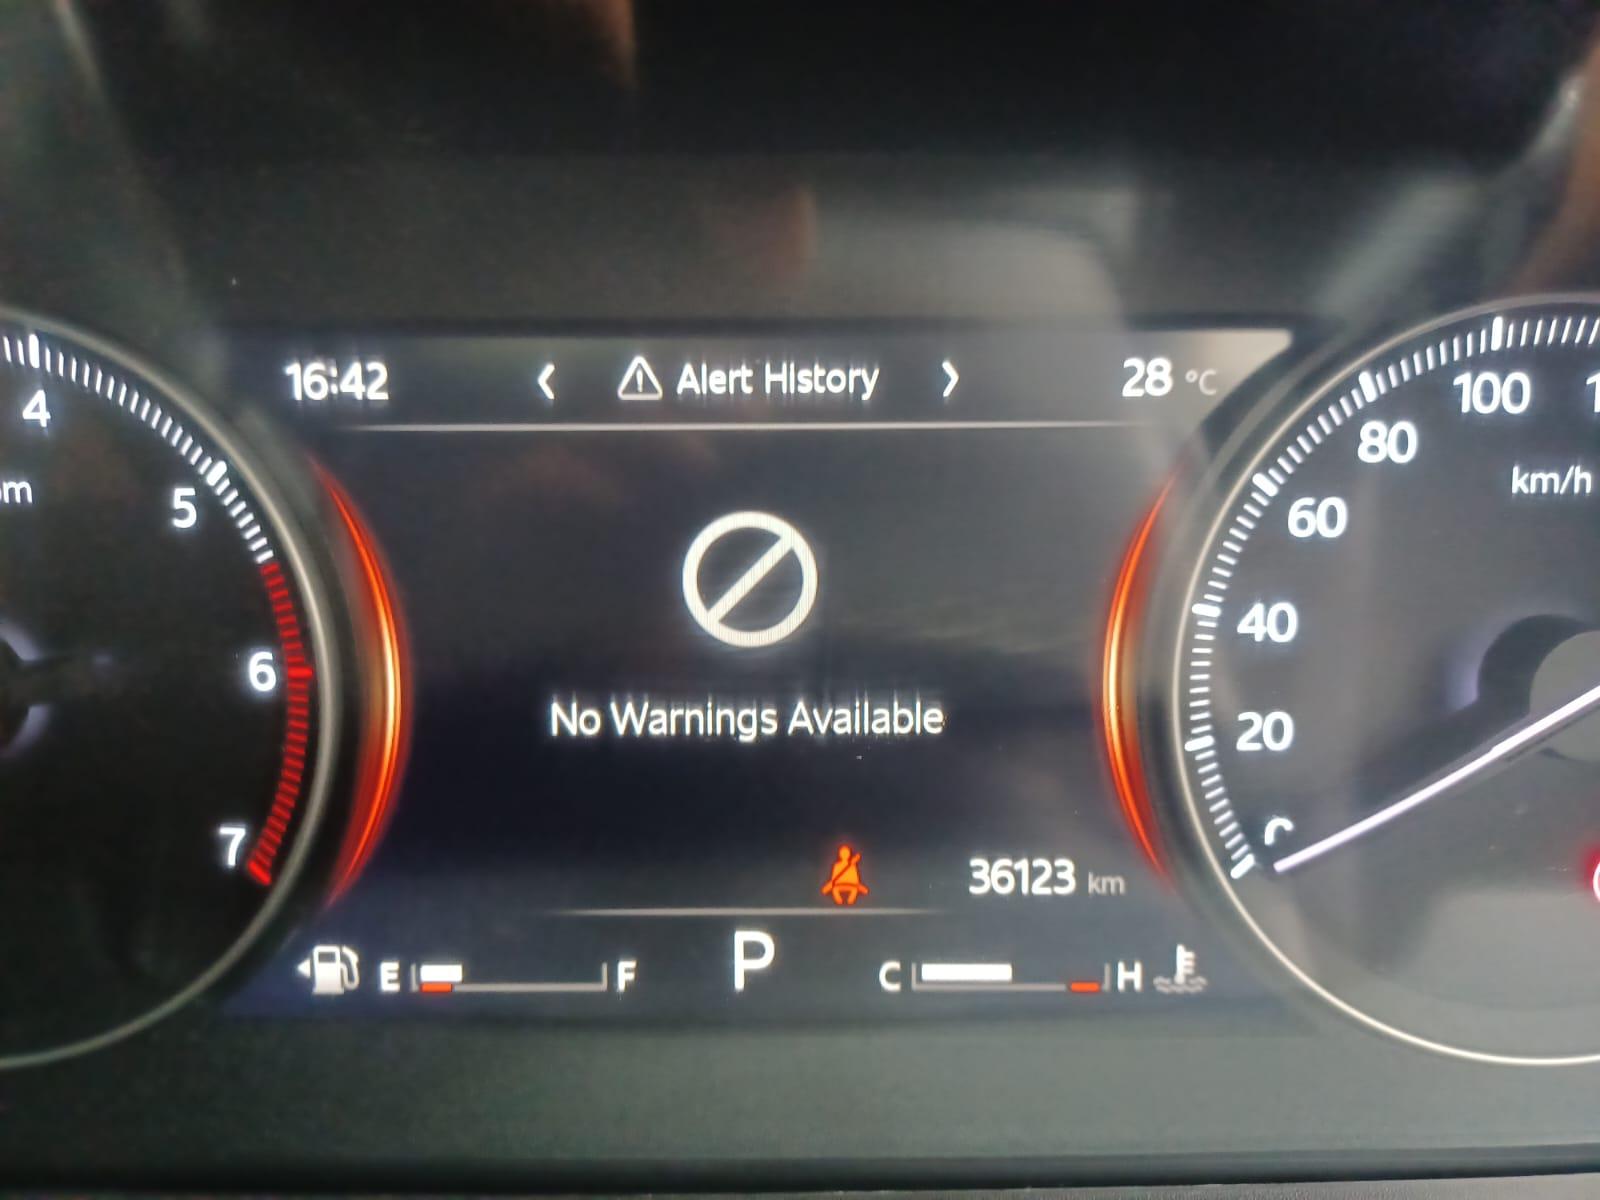 16:42 < Alert History > 28 °C
4
5
6
7
No Warnings Available
36123 km
E F P C H
100
80
km/h
60
40
20